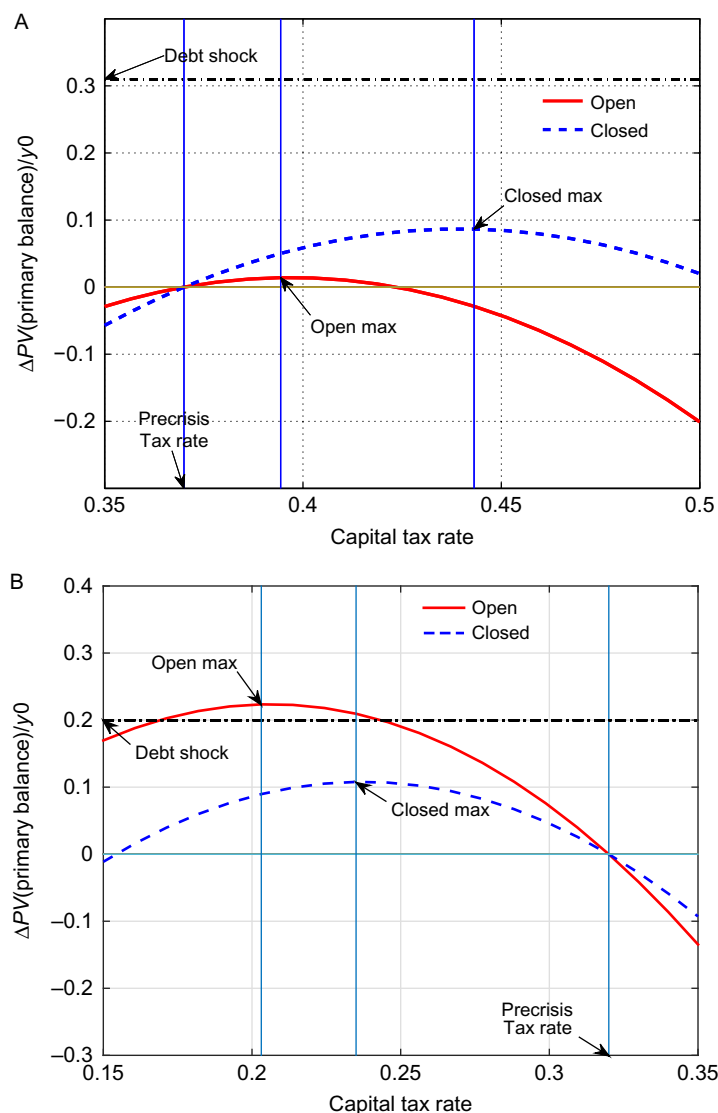 A
Debt shock
0.3
Open
Closed
0.2
Closed max
0.1
0
Open max
−0.1
−0.2
Precrisis
Tax rate
ΔPV(primary balance)/y0
0.35
0.4
0.45
0.5
Capital tax rate
B
0.4
Open
Closed
0.3
Open max
0.2
Debt shock
0.1
Closed max
0
−0.1
−0.2
Precrisis
Tax rate
−0.3
ΔPV(primary balance)/y0
0.15
0.2
0.25
0.3
0.35
Capital tax rate